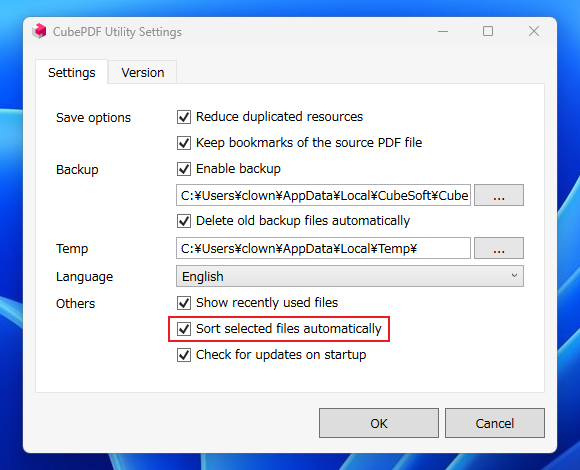 CubePDF Utility Settings
Settings
Version
Save options
Reduce duplicated resources
Keep bookmarks of the source PDF file
Backup
Enable backup
C:¥Users¥clown¥AppData¥Local¥CubeSoft¥Cube
...
Delete old backup files automatically
Temp
C:¥Users¥clown¥AppData¥Local¥Temp¥
...
Language
English
Others
Show recently used files
Sort selected files automatically
Check for updates on startup
OK
Cancel